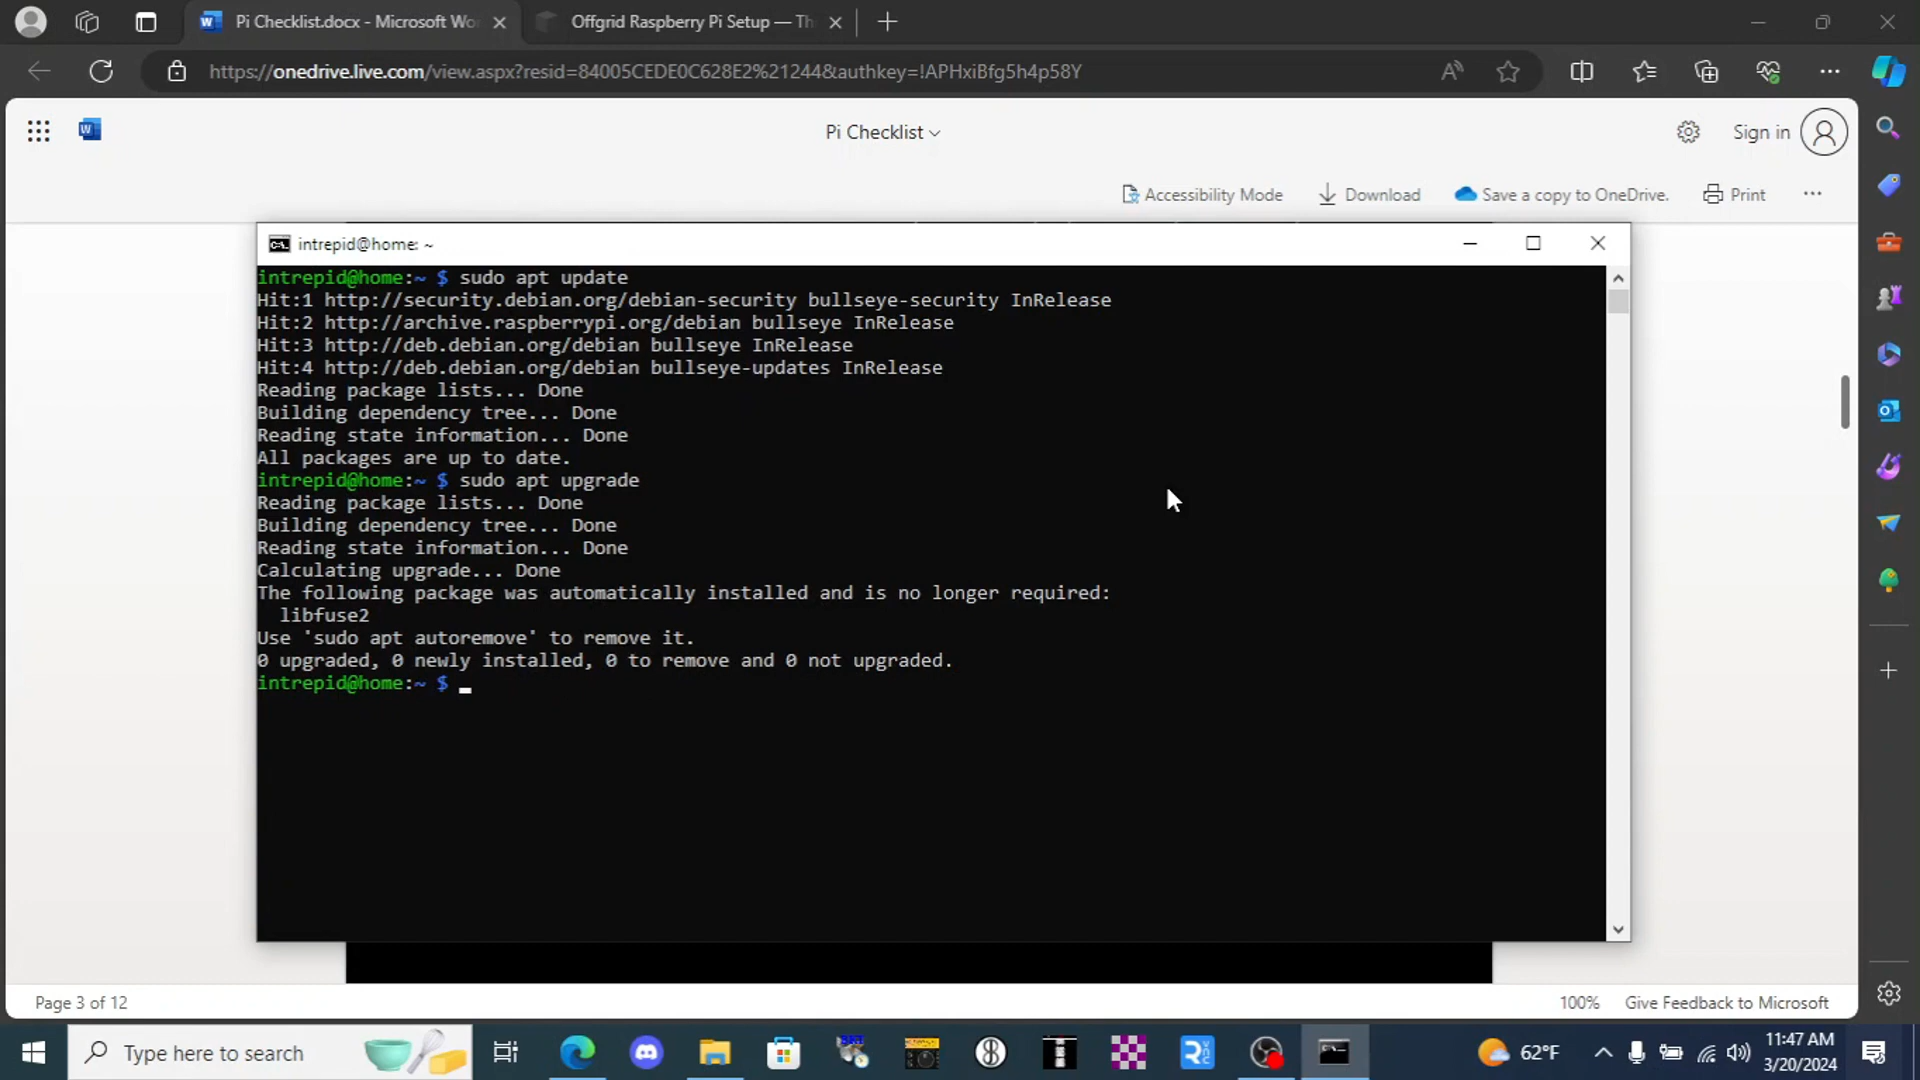 Pi Checklist.docx - Microsoft Wo
Offgrid Raspberry Pi Setup — Th
https://onedrive.live.com/view.aspx?resid=84005CEDE0C628E2%21244&authkey=!APHxiBfg5h4p58Y
Pi Checklist
Sign in
Accessibility Mode
Download
Save a copy to OneDrive.
Print
intrepid@home: ~
intrepid@home:~ $ sudo apt update
Hit:1 http://security.debian.org/debian-security bullseye-security InRelease
Hit:2 http://archive.raspberrypi.org/debian bullseye InRelease
Hit:3 http://deb.debian.org/debian bullseye InRelease
Hit:4 http://deb.debian.org/debian bullseye-updates InRelease
Reading package lists... Done
Building dependency tree... Done
Reading state information... Done
All packages are up to date.
intrepid@home:~ $ sudo apt upgrade
Reading package lists... Done
Building dependency tree... Done
Reading state information... Done
Calculating upgrade... Done
The following package was automatically installed and is no longer required:
libfuse2
Use 'sudo apt autoremove' to remove it.
0 upgraded, 0 newly installed, 0 to remove and 0 not upgraded.
intrepid@home:~ $ _
Page 3 of 12
100%
Give Feedback to Microsoft
Type here to search
62°F
11:47 AM
3/20/2024